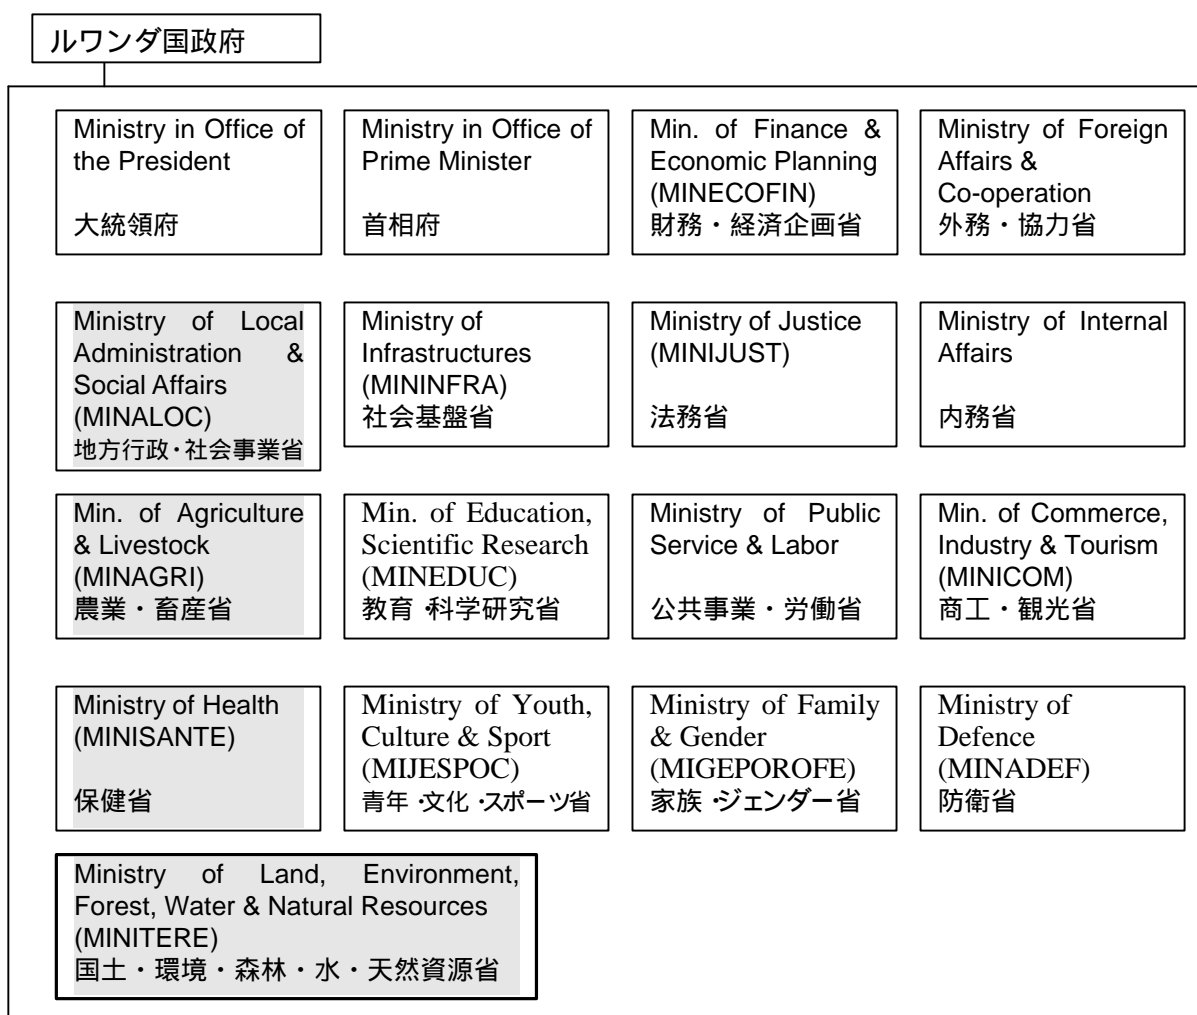 ルワンダ国政府
Ministry in Office of
the President
大統領府
Ministry in Office of
Prime Minister
首相府
Min. of Finance &
Economic Planning
(MINECOFIN)
財務・経済企画省
Ministry of Foreign
Affairs &
Co-operation
外務・協力省
Ministry of Local
Administration &
Social Affairs
(MINALOC)
地方行政・社会事業省
Ministry of
Infrastructures
(MININFRA)
社会基盤省
Ministry of Justice
(MINIJUST)
法務省
Ministry of Internal
Affairs
内務省
Min. of Agriculture
& Livestock
(MINAGRI)
農業・畜産省
Min. of Education,
Scientific Research
(MINEDUC)
教育・科学研究省
Ministry of Public
Service & Labor
公共事業・労働省
Min. of Commerce,
Industry & Tourism
(MINICOM)
商工・観光省
Ministry of Health
(MINISANTE)
保健省
Ministry of Youth,
Culture & Sport
(MIJESPOC)
青年・文化・スポーツ省
Ministry of Family
& Gender
(MIGEPOROFE)
家族・ジェンダー省
Ministry of
Defence
(MINADEF)
防衛省
Ministry of Land, Environment,
Forest, Water & Natural Resources
(MINITERE)
国土・環境・森林・水・天然資源省